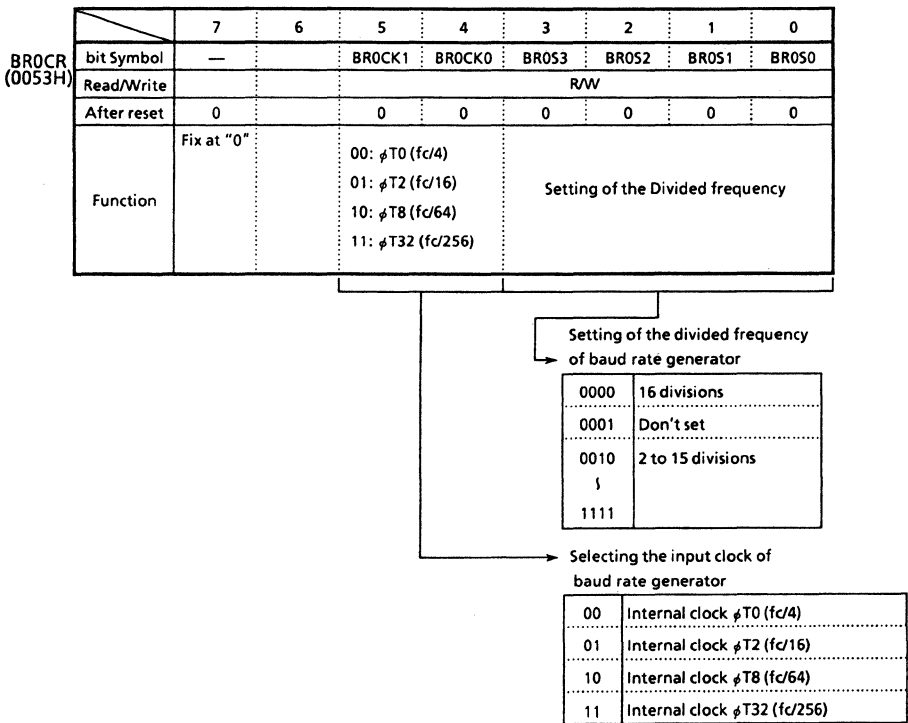 7 6 5 4 3 2 1 0
BR0CR
(0053H)
bit Symbol — BR0CK1 BR0CK0 BR0S3 BR0S2 BR0S1 BR0S0
Read/Write R/W
After reset 0 0 0 0 0 0 0
Function
Fix at "0"
00: φT0 (fc/4)
01: φT2 (fc/16)
10: φT8 (fc/64)
11: φT32 (fc/256)
Setting of the Divided frequency
Setting of the divided frequency
of baud rate generator
0000 16 divisions
0001 Don't set
0010 2 to 15 divisions
≀
1111
Selecting the input clock of
baud rate generator
00 Internal clock φT0 (fc/4)
01 Internal clock φT2 (fc/16)
10 Internal clock φT8 (fc/64)
11 Internal clock φT32 (fc/256)